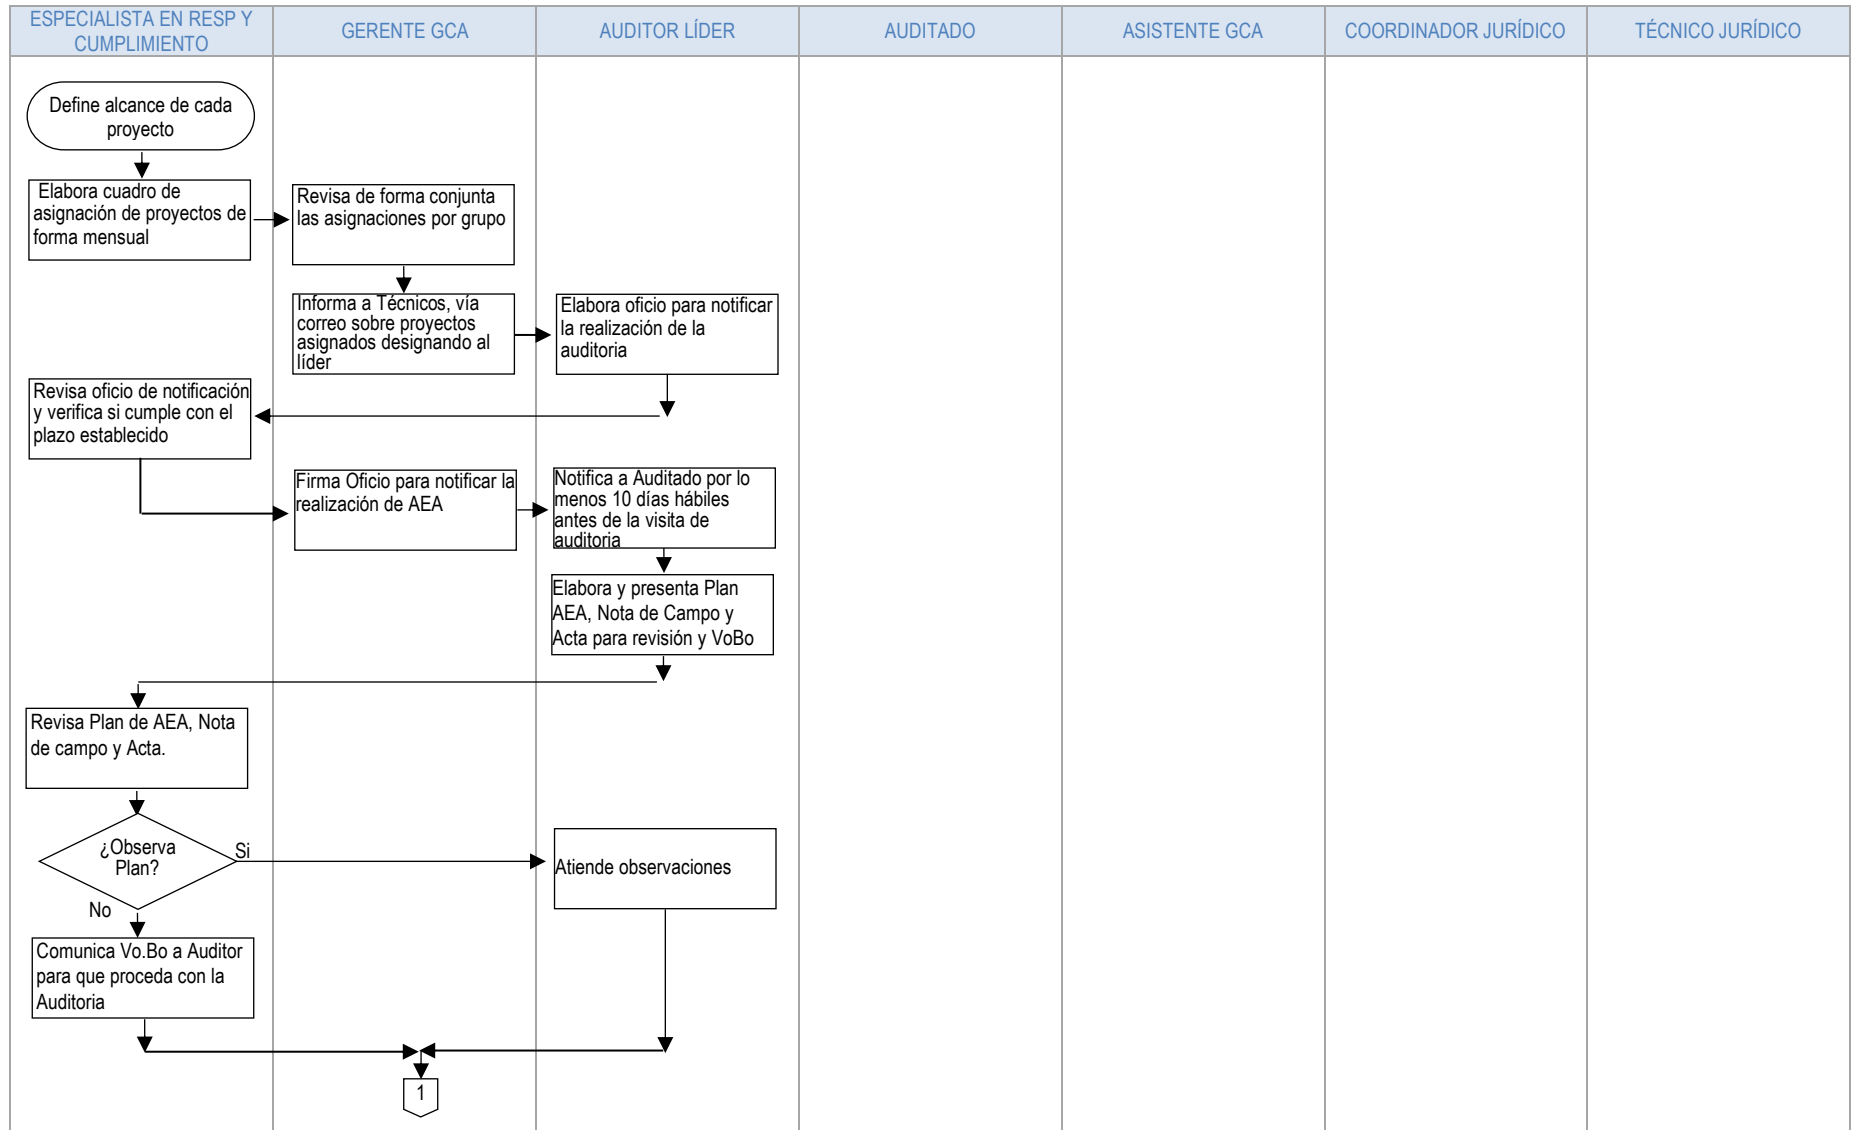 ESPECIALISTA EN RESP Y
CUMPLIMIENTO
GERENTE GCA
AUDITOR LÍDER
AUDITADO
ASISTENTE GCA
COORDINADOR JURÍDICO
TÉCNICO JURÍDICO
Define alcance de cada
proyecto
Elabora cuadro de
asignación de proyectos de
forma mensual
Revisa de forma conjunta
las asignaciones por grupo
Informa a Técnicos, vía
correo sobre proyectos
asignados designando al
líder
Elabora oficio para notificar
la realización de la
auditoria
Revisa oficio de notificación
y verifica si cumple con el
plazo establecido
Firma Oficio para notificar la
realización de AEA
Notifica a Auditado por lo
menos 10 días hábiles
antes de la visita de
auditoria
Elabora y presenta Plan
AEA, Nota de Campo y
Acta para revisión y VoBo
Revisa Plan de AEA, Nota
de campo y Acta.
¿Observa
Plan?
Si
Atiende observaciones
No
Comunica Vo.Bo a Auditor
para que proceda con la
Auditoria
1